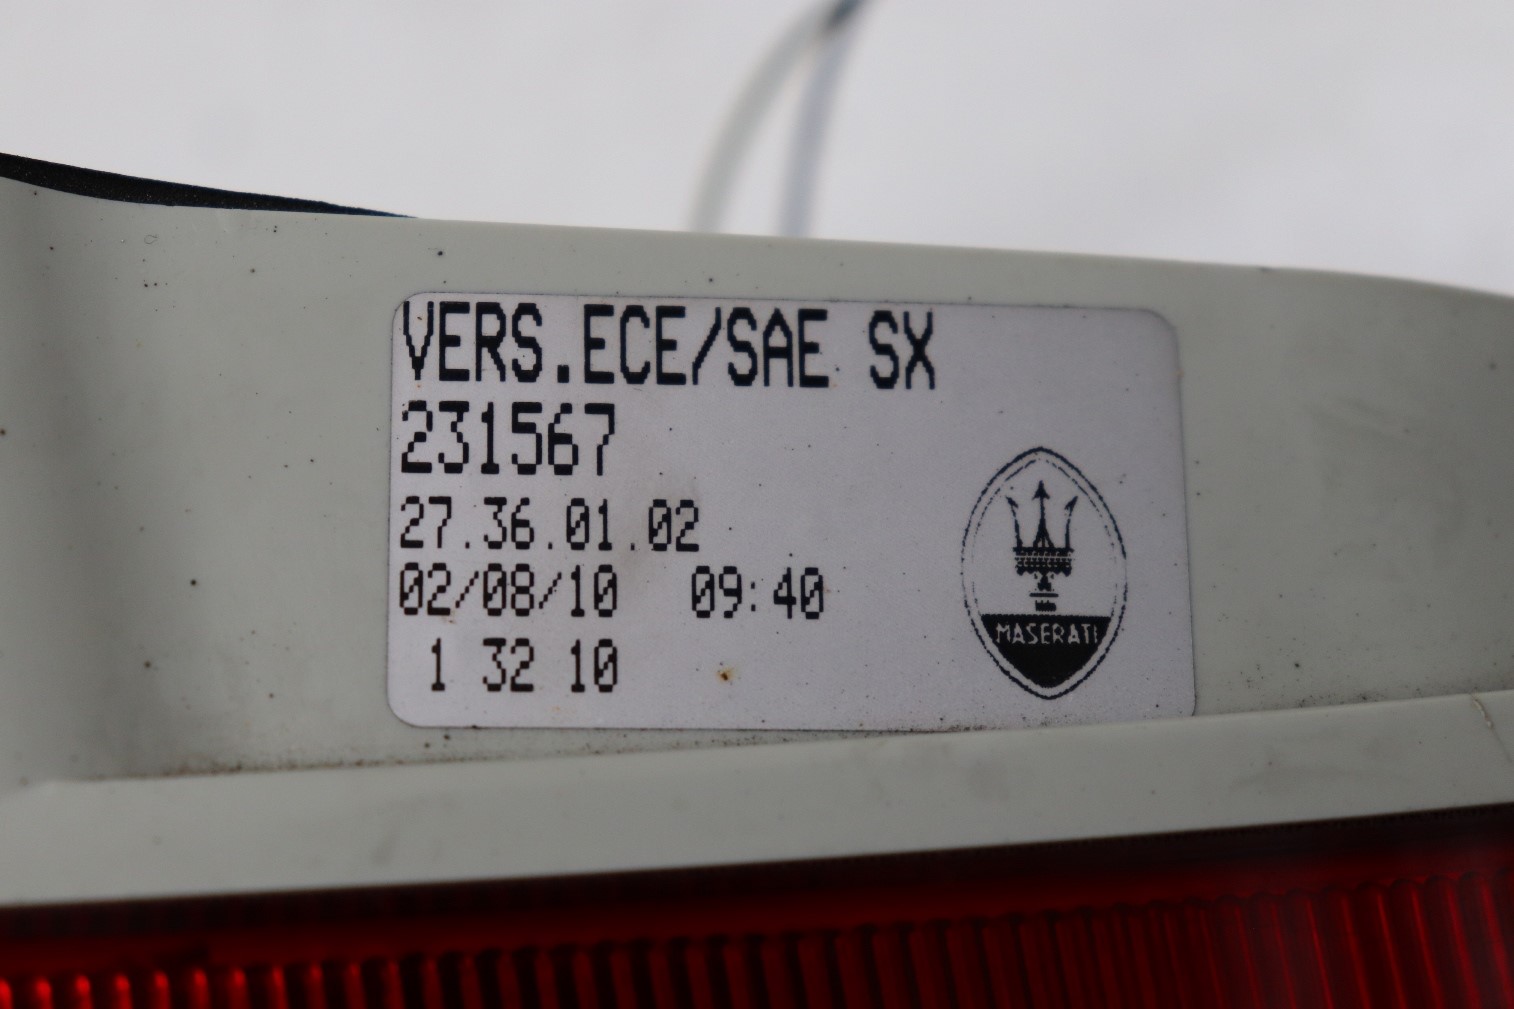 VERS.ECE/SAE SX
231567
27.36.01.02
02/08/10 09:40
1 32 10
MASERATI